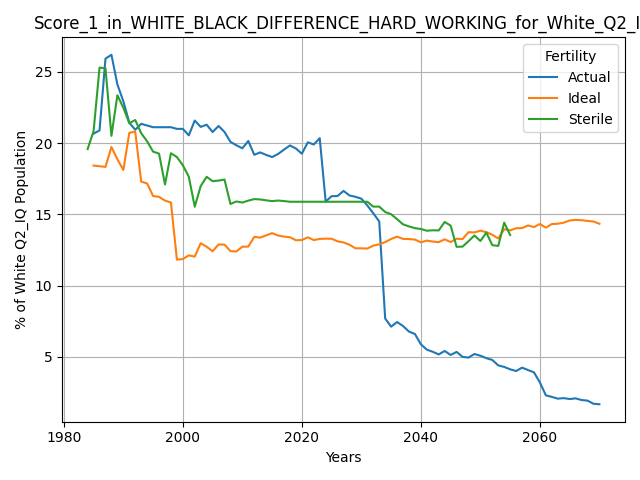 Score_1_in_WHITE_BLACK_DIFFERENCE_HARD_WORKING_for_White_Q2_I
Fertility
Actual
Ideal
Sterile
% of White Q2_IQ Population
25
20
15
10
5
1980 2000 2020 2040 2060
Years